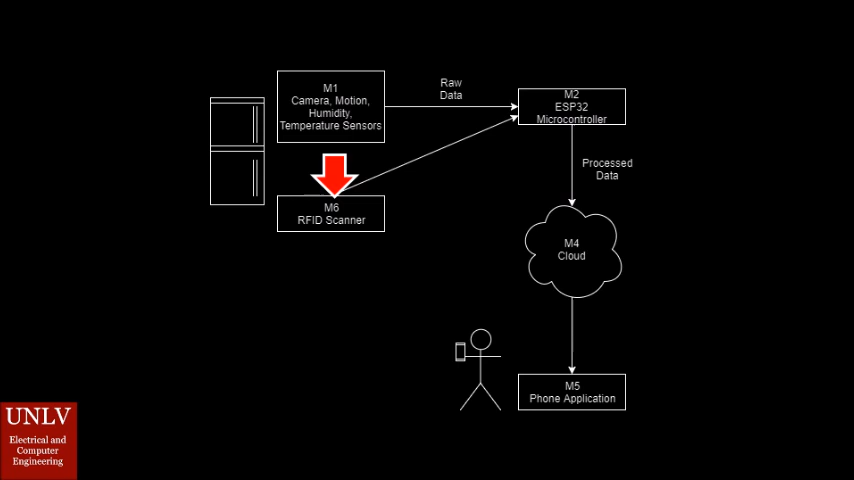 M1
Camera, Motion,
Humidity,
Temperature Sensors
Raw
Data
M2
ESP32
Microcontroller
Processed
Data
M6
RFID Scanner
M4
Cloud
M5
Phone Application
UNLV
Electrical and
Computer
Engineering